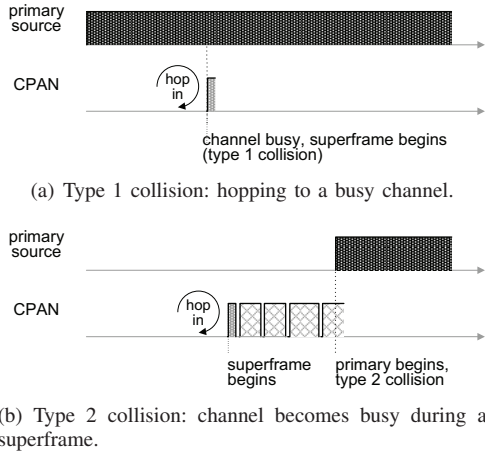 primary
source
CPAN
hop
in
channel busy, superframe begins
(type 1 collision)
(a) Type 1 collision: hopping to a busy channel.
primary
source
CPAN
hop
in
superframe
begins
primary begins,
type 2 collision
(b) Type 2 collision: channel becomes busy during a
superframe.